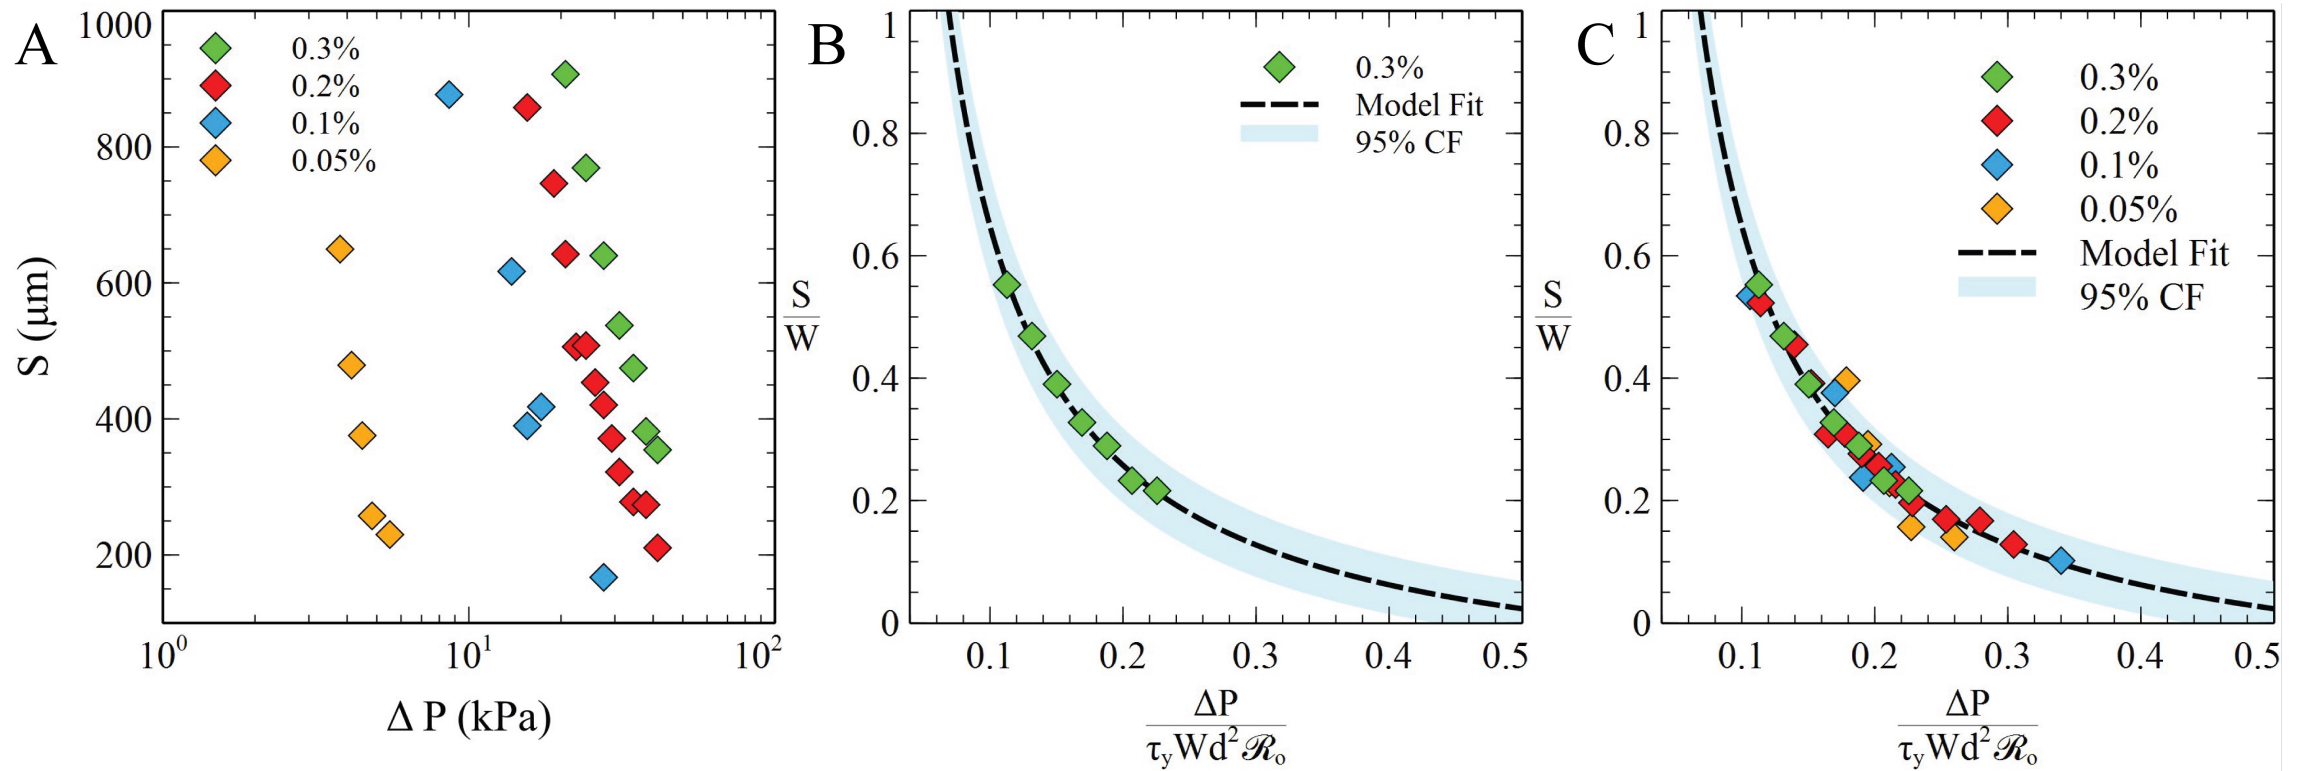 A
1000
800
600
400
200
S (μm)
0.3%
0.2%
0.1%
0.05%
10⁰
10¹
10²
Δ P (kPa)
B
1
0.8
0.6
0.4
0.2
0
S
W
0.3%
Model Fit
95% CF
0.1
0.2
0.3
0.4
0.5
ΔP
τyWd²ℛo
C
1
0.8
0.6
0.4
0.2
0
S
W
0.3%
0.2%
0.1%
0.05%
Model Fit
95% CF
0.1
0.2
0.3
0.4
0.5
ΔP
τyWd²ℛo